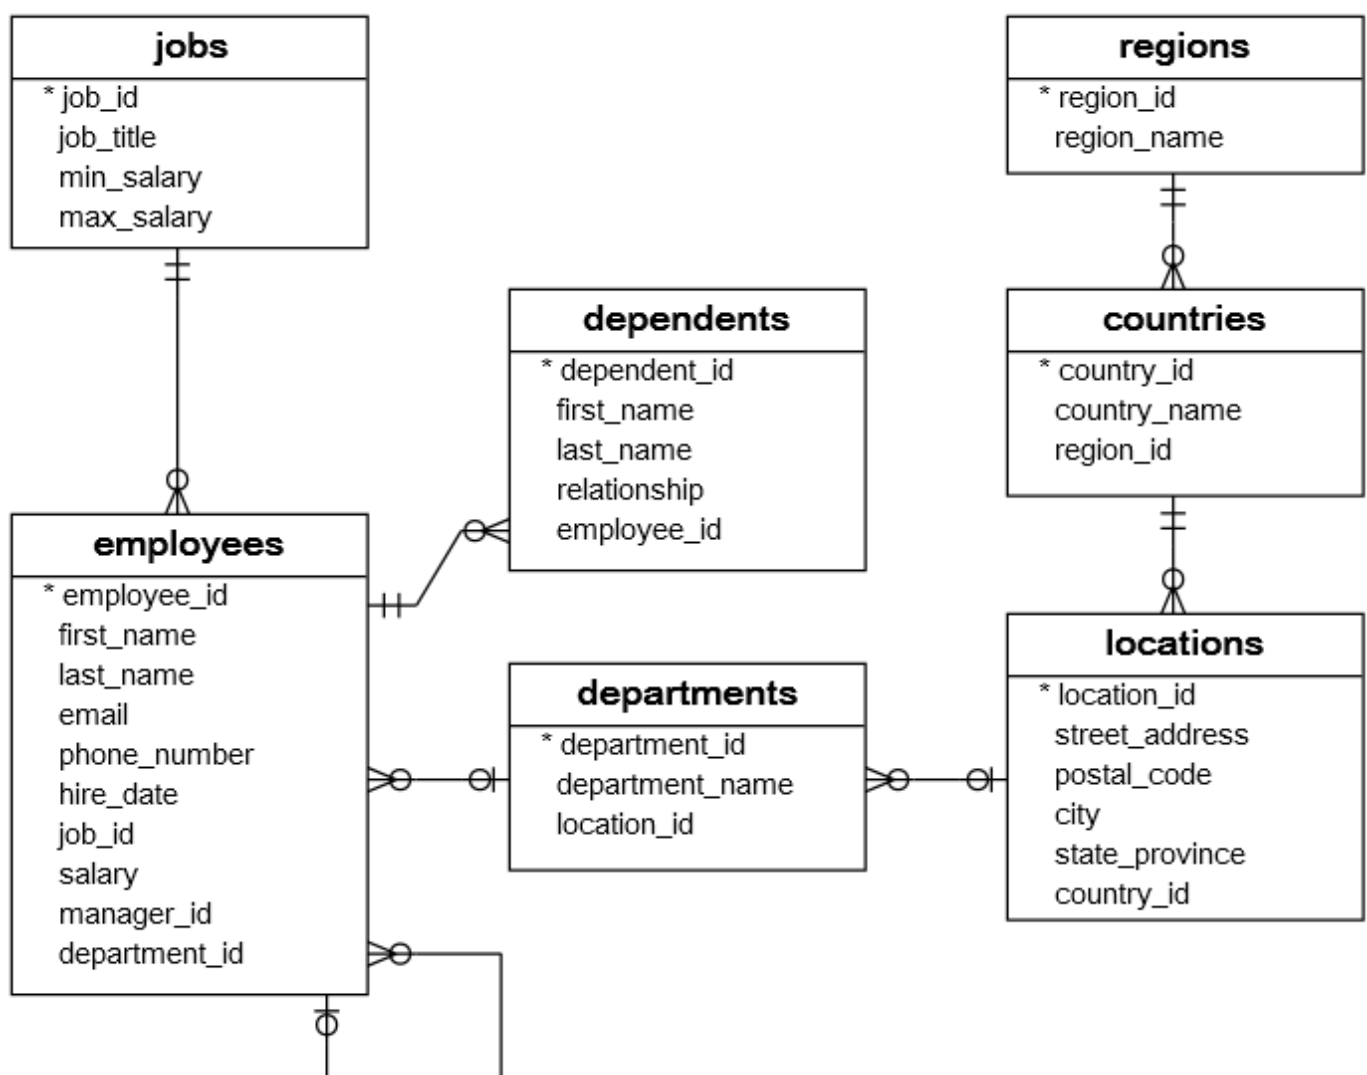 jobs
* job_id
job_title
min_salary
max_salary
regions
* region_id
region_name
dependents
* dependent_id
first_name
last_name
relationship
employee_id
countries
* country_id
country_name
region_id
employees
* employee_id
first_name
last_name
email
phone_number
hire_date
job_id
salary
manager_id
department_id
departments
* department_id
department_name
location_id
locations
* location_id
street_address
postal_code
city
state_province
country_id